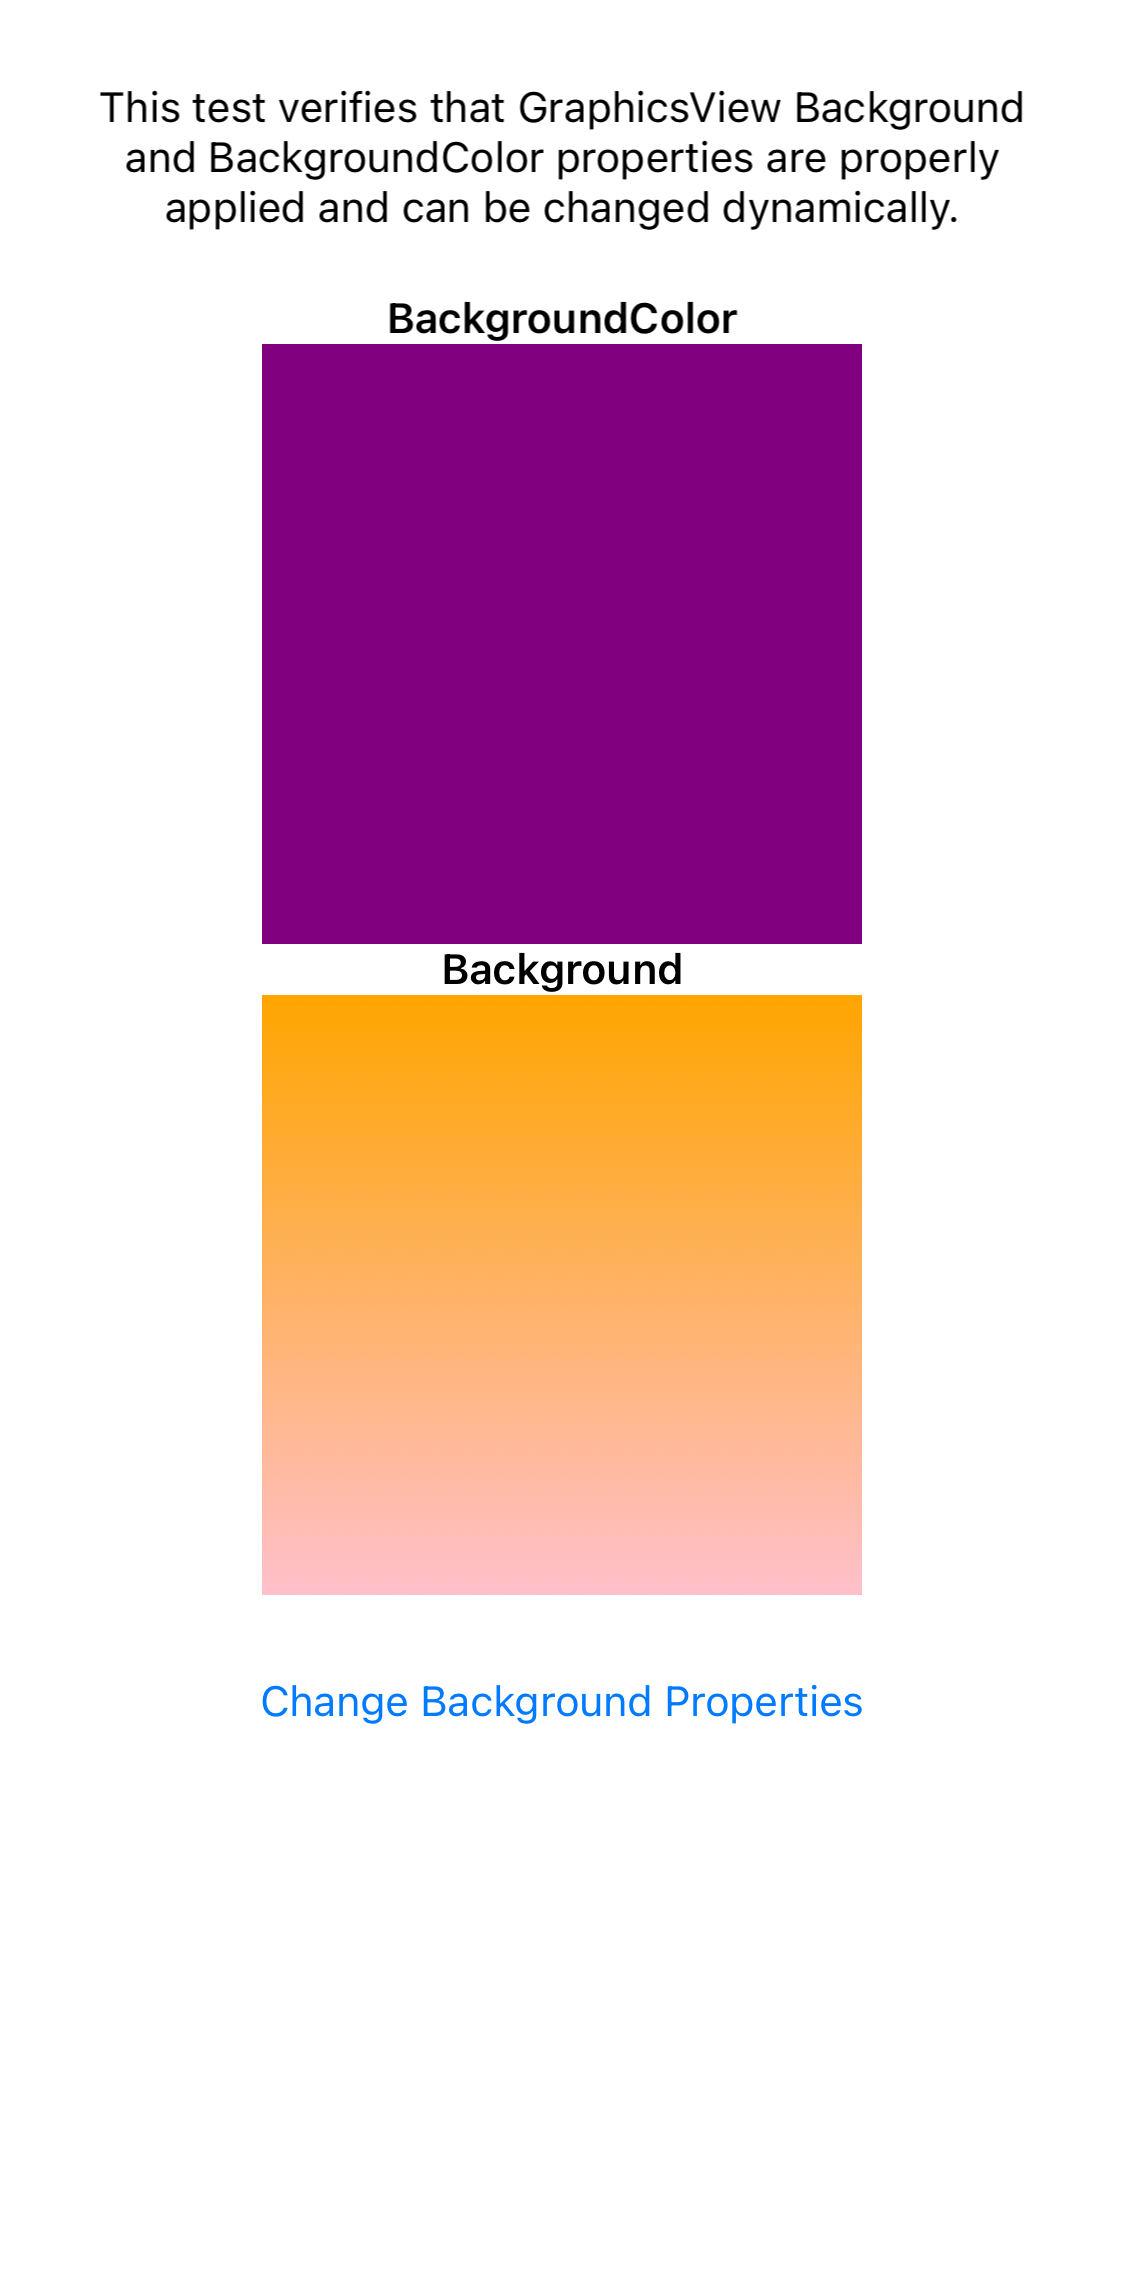 This test verifies that GraphicsView Background
and BackgroundColor properties are properly
applied and can be changed dynamically.
BackgroundColor
Background
Change Background Properties